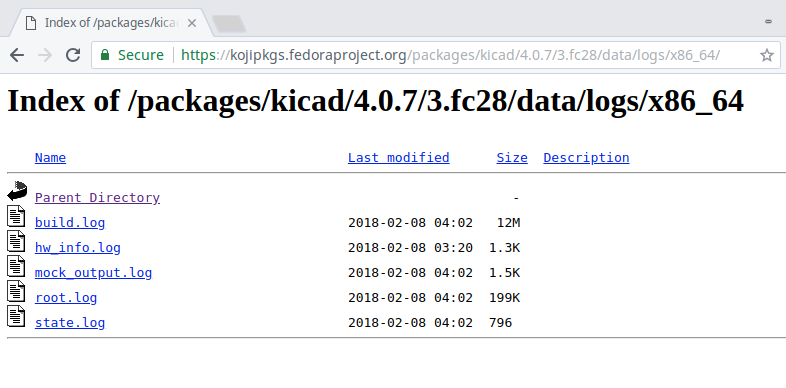 Index of /packages/kica
Secure https://kojipkgs.fedoraproject.org/packages/kicad/4.0.7/3.fc28/data/logs/x86_64/
Index of /packages/kicad/4.0.7/3.fc28/data/logs/x86_64
Name Last modified Size Description
Parent Directory -
build.log 2018-02-08 04:02 12M
hw_info.log 2018-02-08 03:20 1.3K
mock_output.log 2018-02-08 04:02 1.5K
root.log 2018-02-08 04:02 199K
state.log 2018-02-08 04:02 796